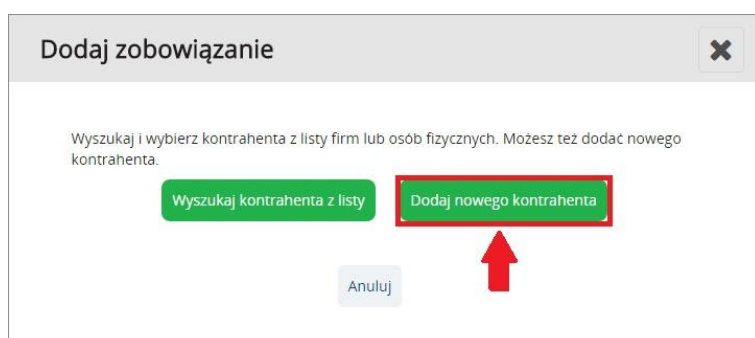 Dodaj zobowiązanie
Wyszukaj i wybierz kontrahenta z listy firm lub osób fizycznych. Możesz też dodać nowego
kontrahenta.
Wyszukaj kontrahenta z listy
Dodaj nowego kontrahenta
Anuluj